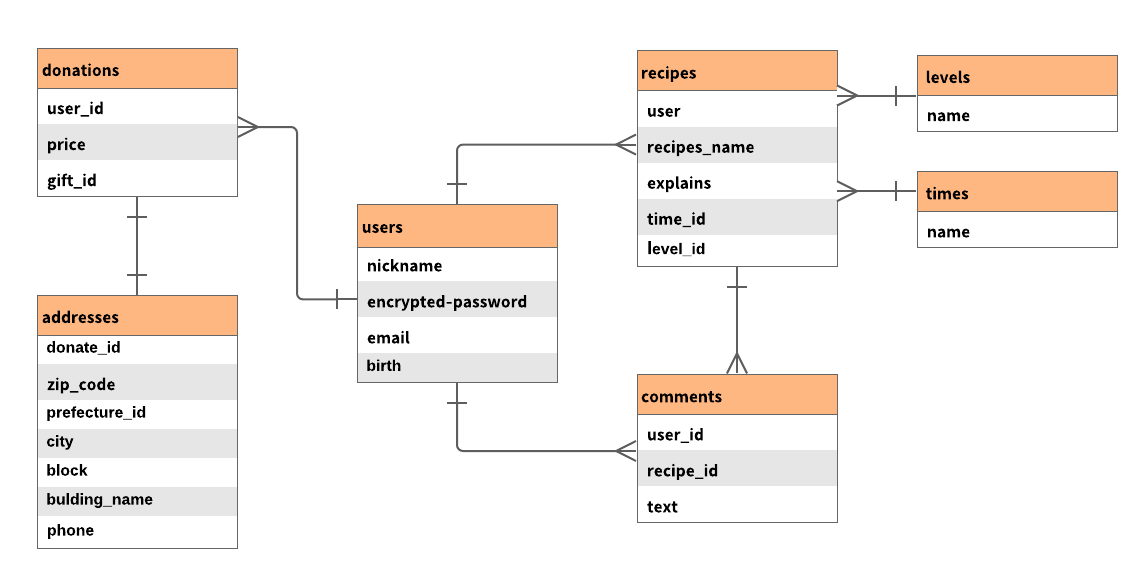 donations
user_id
price
gift_id
addresses
donate_id
zip_code
prefecture_id
city
block
bulding_name
phone
users
nickname
encrypted-password
email
birth
recipes
user
recipes_name
explains
time_id
level_id
comments
user_id
recipe_id
text
levels
name
times
name